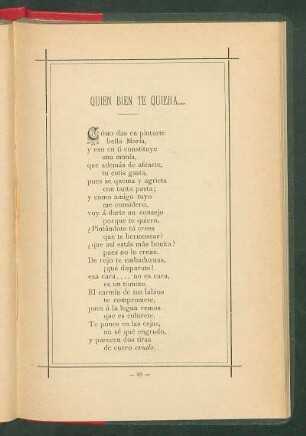 QUIEN BIEN TE QUIERA....
Cómo das en pintarte
bella María,
y eso en tí constituye
una manía,
que además de afearte,
tu cutis gasta,
pues se quema y agrieta
con tanta pasta;
y como amigo tuyo
me considero,
voy á darte un consejo
porque te quiero.
¿Pintándote tú crees
que te hermoseas?
¿que así estás más bonita?
pues no lo creas.
De rojo te embadurnas,
¡qué disparate!
esa cara.... no es cara,
es un tomate.
El carmín de tus labios
te compromete,
pues á la legua vemos
que es colorete.
Te pones en las cejas,
no sé qué engrudo,
y parecen dos tiras
de cuero crudo.